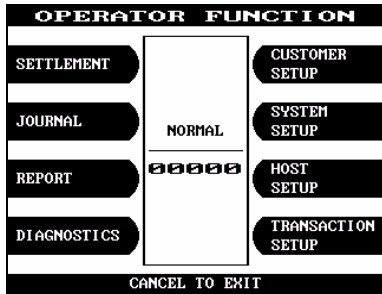 OPERATOR FUNCTION
SETTLEMENT
CUSTOMER
SETUP
JOURNAL
SYSTEM
SETUP
NORMAL
00000
REPORT
HOST
SETUP
DIAGNOSTICS
TRANSACTION
SETUP
CANCEL TO EXIT